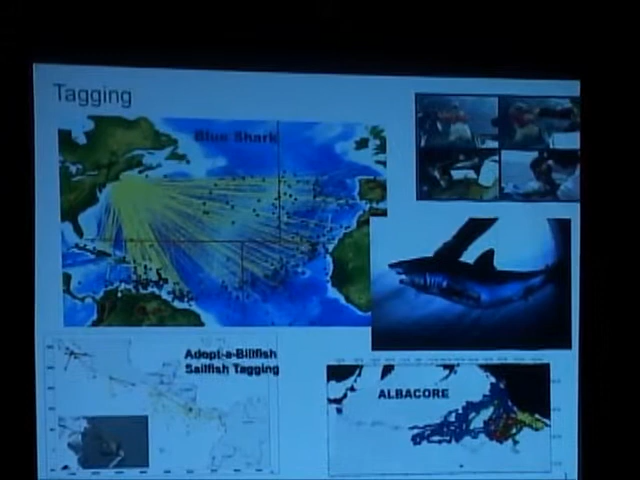 Tagging
Blue Shark
Adopt-a-Billfish
Sailfish Tagging
ALBACORE